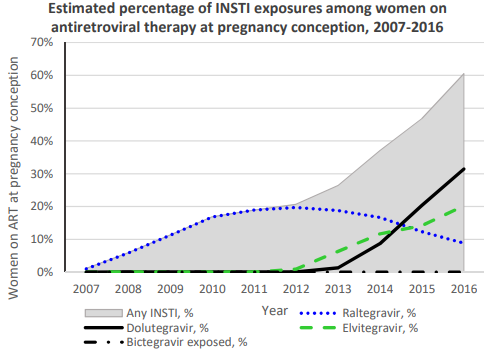 Estimated percentage of INSTI exposures among women on
antiretroviral therapy at pregnancy conception, 2007-2016
Women on ART at pregnancy conception
70%
60%
50%
40%
30%
20%
10%
0%
2007 2008 2009 2010 2011 2012 2013 2014 2015 2016
Year
Any INSTI, % Raltegravir, %
Dolutegravir, % Elvitegravir, %
Bictegravir exposed, %